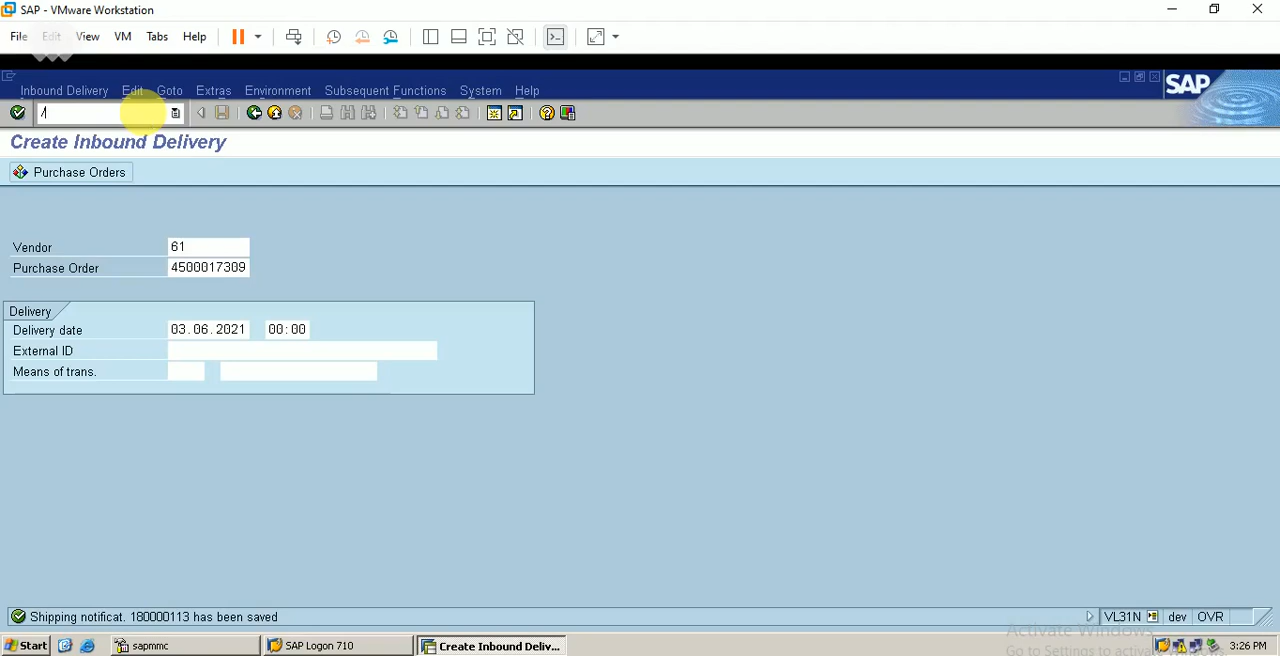 SAP - VMware Workstation
File Edit View VM Tabs Help
Inbound Delivery Edit Goto Extras Environment Subsequent Functions System Help
SAP
/
Create Inbound Delivery
Purchase Orders
Vendor 61
Purchase Order 4500017309
Delivery
Delivery date 03.06.2021 00:00
External ID
Means of trans.
Shipping notificat. 180000113 has been saved
VL31N dev OVR
Activate Windows
Go to Settings to activate Windows.
Start sapmmc SAP Logon 710 Create Inbound Deliv... 3:26 PM